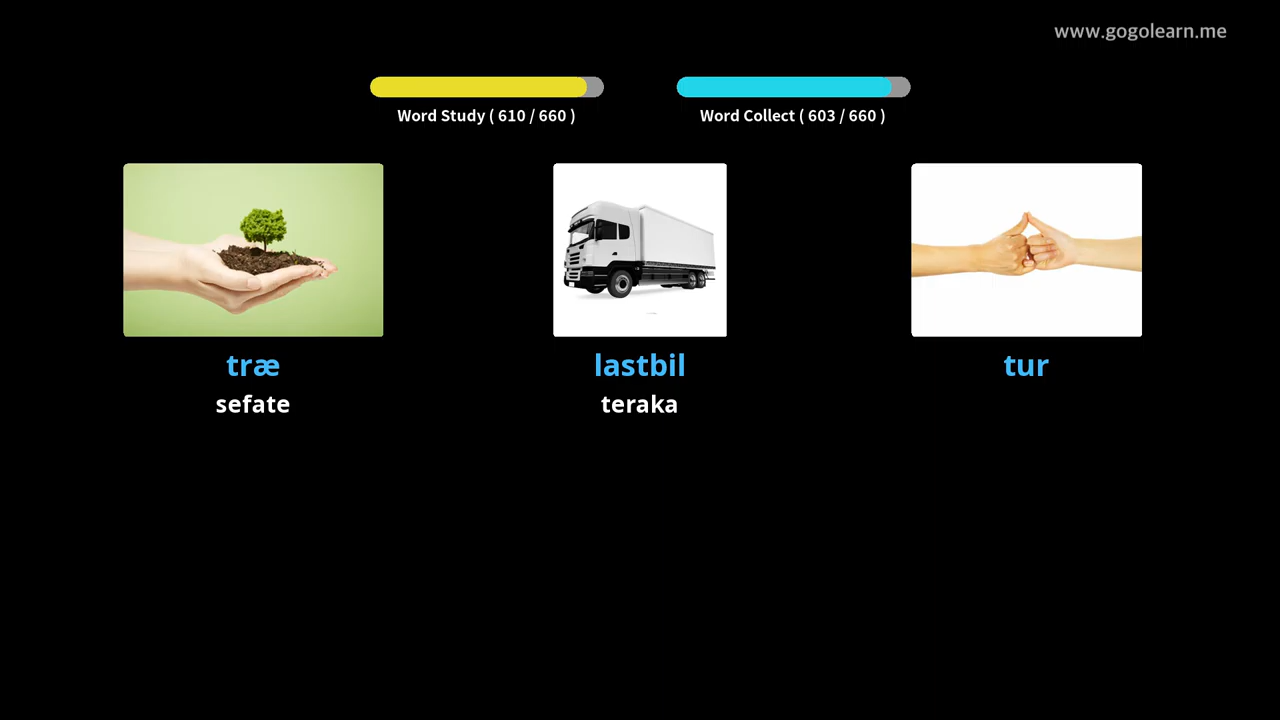 www.gogolearn.me
Word Study ( 610 / 660 )
Word Collect ( 603 / 660 )
træ
lastbil
tur
sefate
teraka